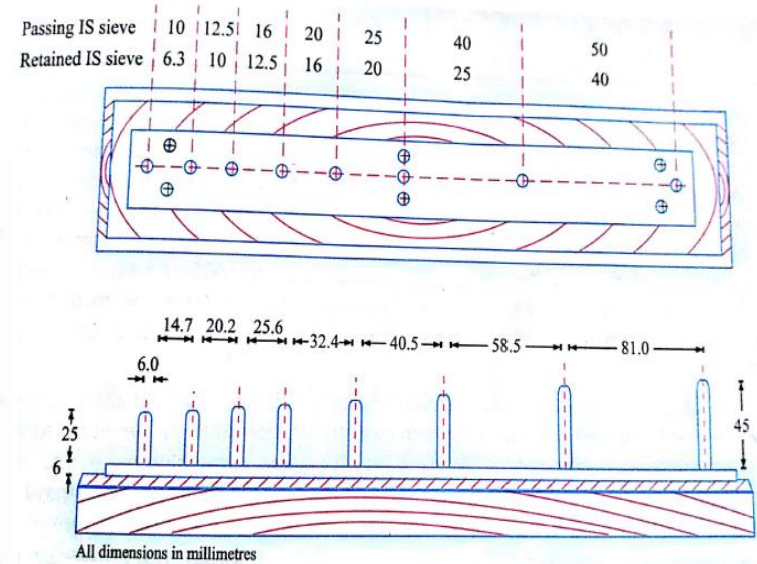 Passing IS sieve 10 12.5 16 20 25 40 50
Retained IS sieve 6.3 10 12.5 16 20 25 40
14.7 20.2 25.6 32.4 40.5 58.5 81.0
6.0
25
45
6
All dimensions in millimetres